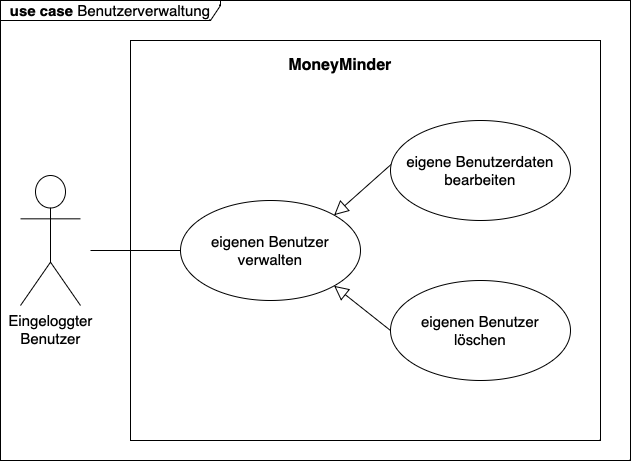 use case Benutzerverwaltung
MoneyMinder
eigene Benutzerdaten
bearbeiten
eigenen Benutzer
verwalten
Eingeloggter
Benutzer
eigenen Benutzer
löschen